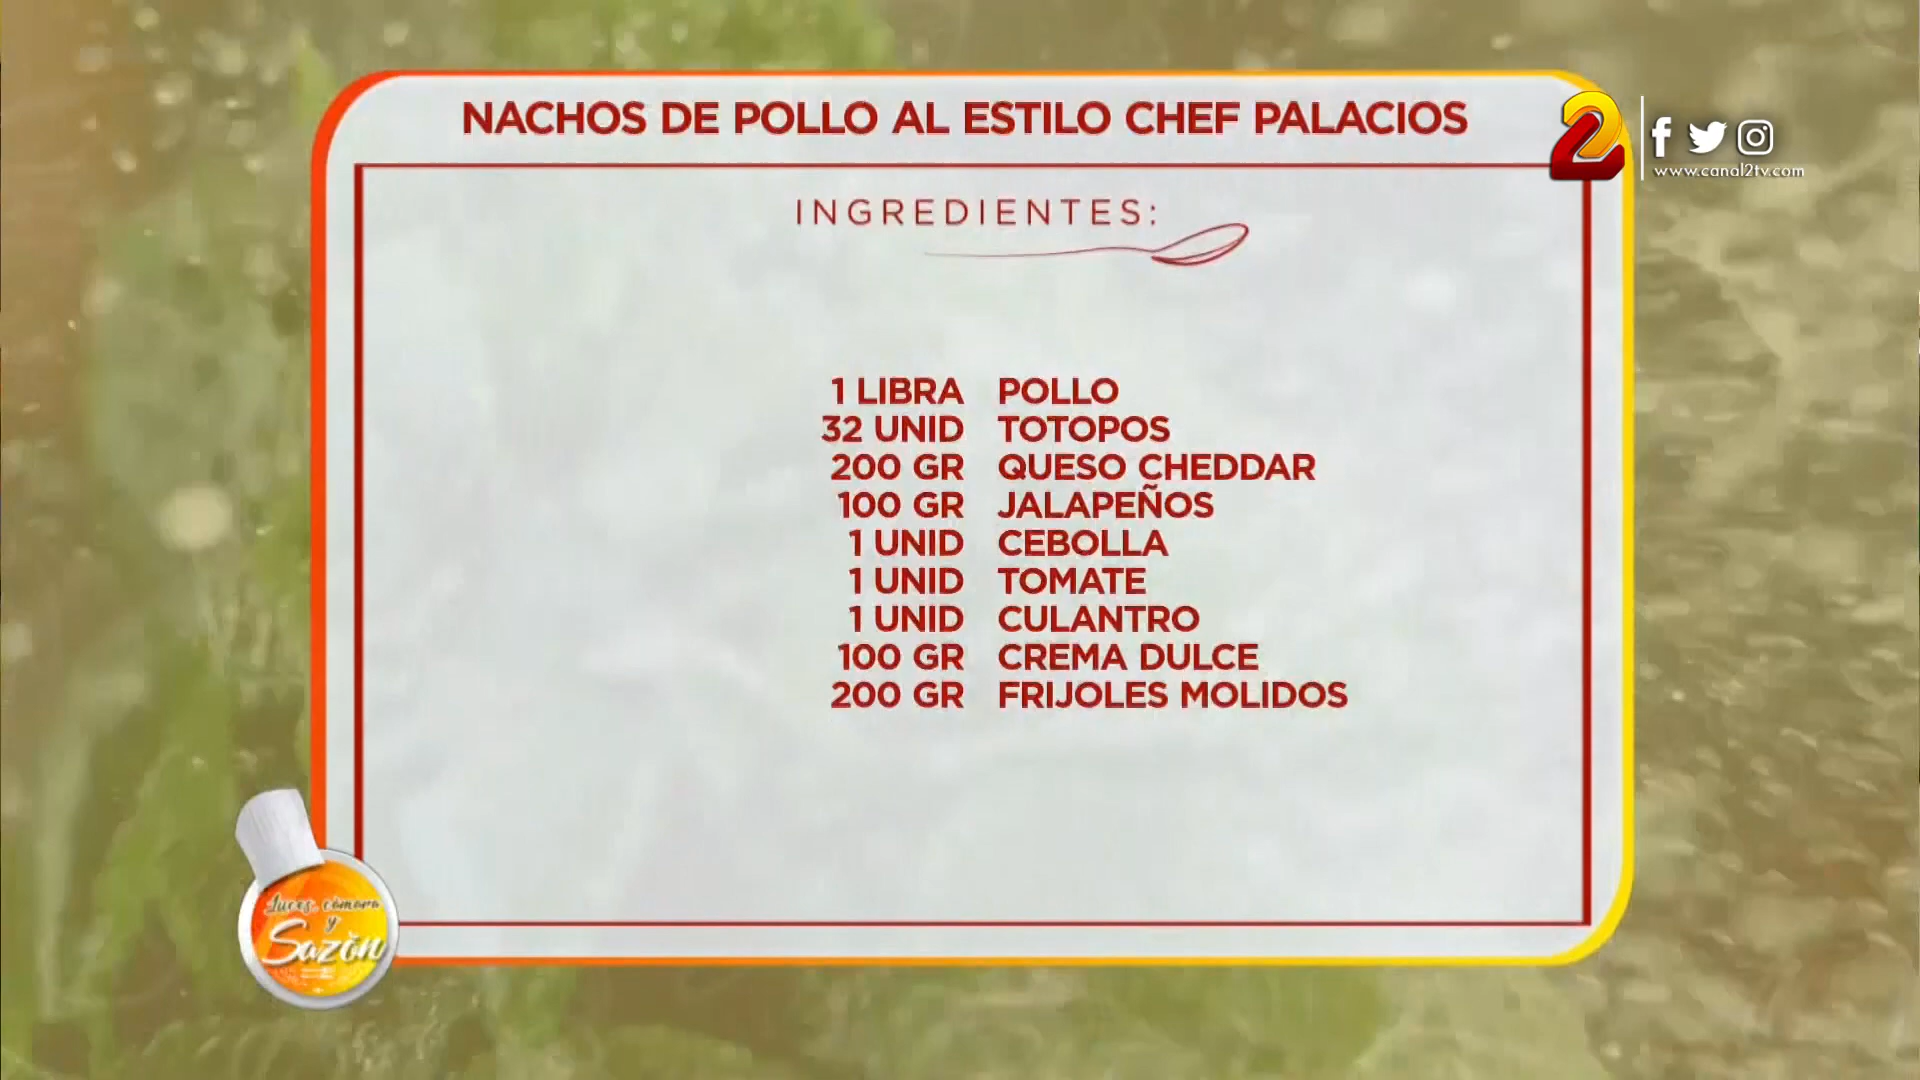 NACHOS DE POLLO AL ESTILO CHEF PALACIOS
2
www.canal2tv.com
INGREDIENTES:
1 LIBRA POLLO
32 UNID TOTOPOS
200 GR QUESO CHEDDAR
100 GR JALAPEÑOS
1 UNID CEBOLLA
1 UNID TOMATE
1 UNID CULANTRO
100 GR CREMA DULCE
200 GR FRIJOLES MOLIDOS
Luces, cámara
y
Sazón